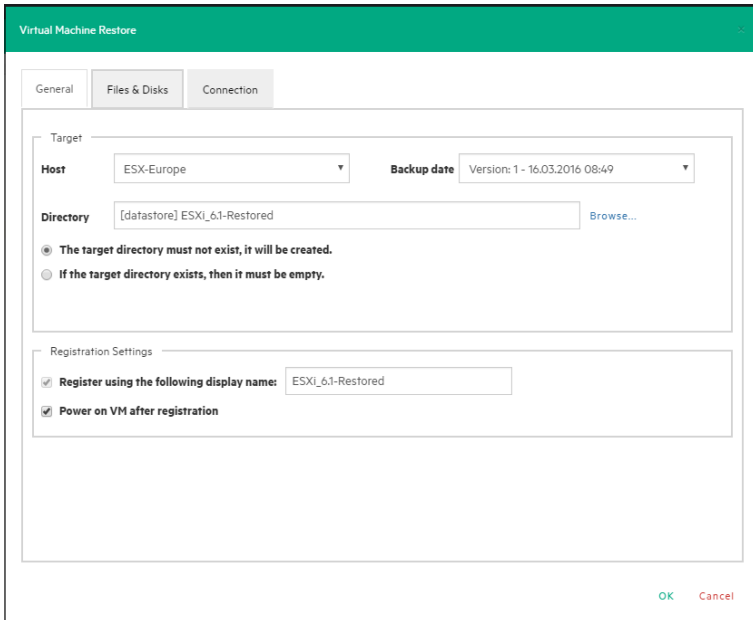 Virtual Machine Restore
General Files & Disks Connection
Target
Host ESX-Europe Backup date Version: 1 - 16.03.2016 08:49
Directory [datastore] ESXi_6.1-Restored Browse...
The target directory must not exist, it will be created.
If the target directory exists, then it must be empty.
Registration Settings
Register using the following display name: ESXi_6.1-Restored
Power on VM after registration
OK Cancel